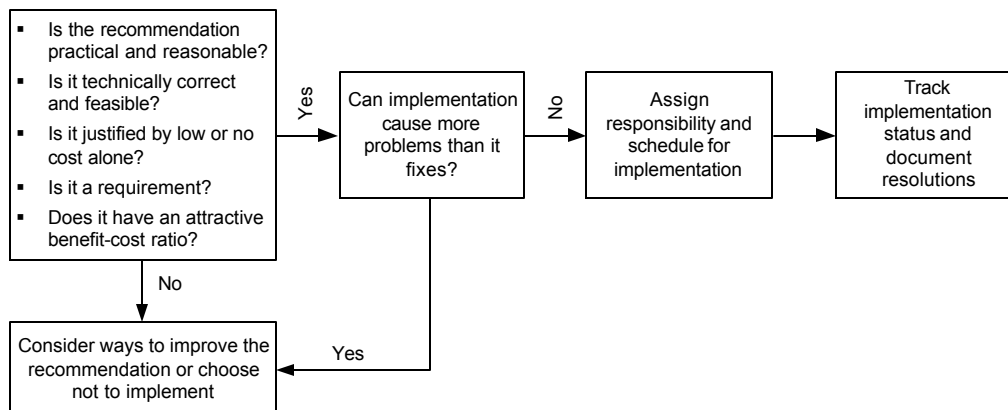 ▪ Is the recommendation
practical and reasonable?
▪ Is it technically correct
and feasible?
▪ Is it justified by low or no
cost alone?
▪ Is it a requirement?
▪ Does it have an attractive
benefit-cost ratio?
Yes
Can implementation
cause more
problems than it
fixes?
No
Assign
responsibility and
schedule for
implementation
Track
implementation
status and
document
resolutions
No
Consider ways to improve the
recommendation or choose
not to implement
Yes